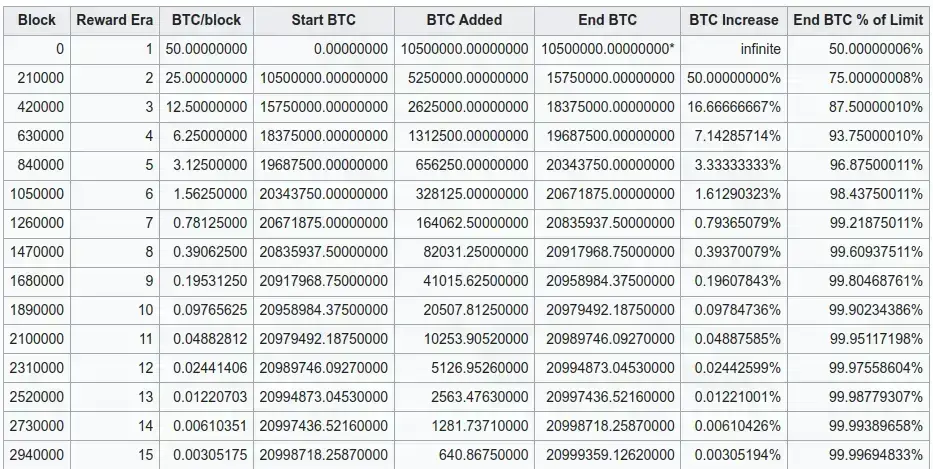 Block Reward Era BTC/block Start BTC BTC Added End BTC BTC Increase End BTC % of Limit
0 1 50.00000000 0.00000000 10500000.00000000 10500000.00000000* infinite 50.00000006%
210000 2 25.00000000 10500000.00000000 5250000.00000000 15750000.00000000 50.00000000% 75.00000008%
420000 3 12.50000000 15750000.00000000 2625000.00000000 18375000.00000000 16.66666667% 87.50000010%
630000 4 6.25000000 18375000.00000000 1312500.00000000 19687500.00000000 7.14285714% 93.75000010%
840000 5 3.12500000 19687500.00000000 656250.00000000 20343750.00000000 3.33333333% 96.87500011%
1050000 6 1.56250000 20343750.00000000 328125.00000000 20671875.00000000 1.61290323% 98.43750011%
1260000 7 0.78125000 20671875.00000000 164062.50000000 20835937.50000000 0.79365079% 99.21875011%
1470000 8 0.39062500 20835937.50000000 82031.25000000 20917968.75000000 0.39370079% 99.60937511%
1680000 9 0.19531250 20917968.75000000 41015.62500000 20958984.37500000 0.19607843% 99.80468761%
1890000 10 0.09765625 20958984.37500000 20507.81250000 20979492.18750000 0.09784736% 99.90234386%
2100000 11 0.04882812 20979492.18750000 10253.90520000 20989746.09270000 0.04887585% 99.95117198%
2310000 12 0.02441406 20989746.09270000 5126.95260000 20994873.04530000 0.02442599% 99.97558604%
2520000 13 0.01220703 20994873.04530000 2563.47630000 20997436.52160000 0.01221001% 99.98779307%
2730000 14 0.00610351 20997436.52160000 1281.73710000 20998718.25870000 0.00610426% 99.99389658%
2940000 15 0.00305175 20998718.25870000 640.86750000 20999359.12620000 0.00305194% 99.99694833%